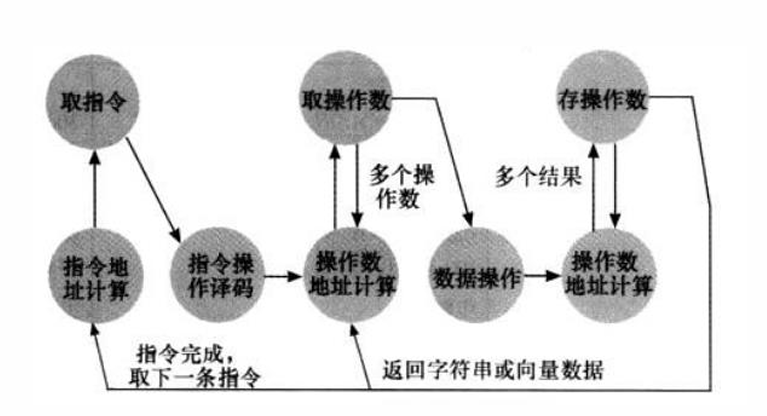 取指令
取操作数
存操作数
多个操
作数
多个结果
指令地
址计算
指令操
作译码
操作数
地址计算
数据操作
操作数
地址计算
指令完成，
取下一条指令
返回字符串或向量数据